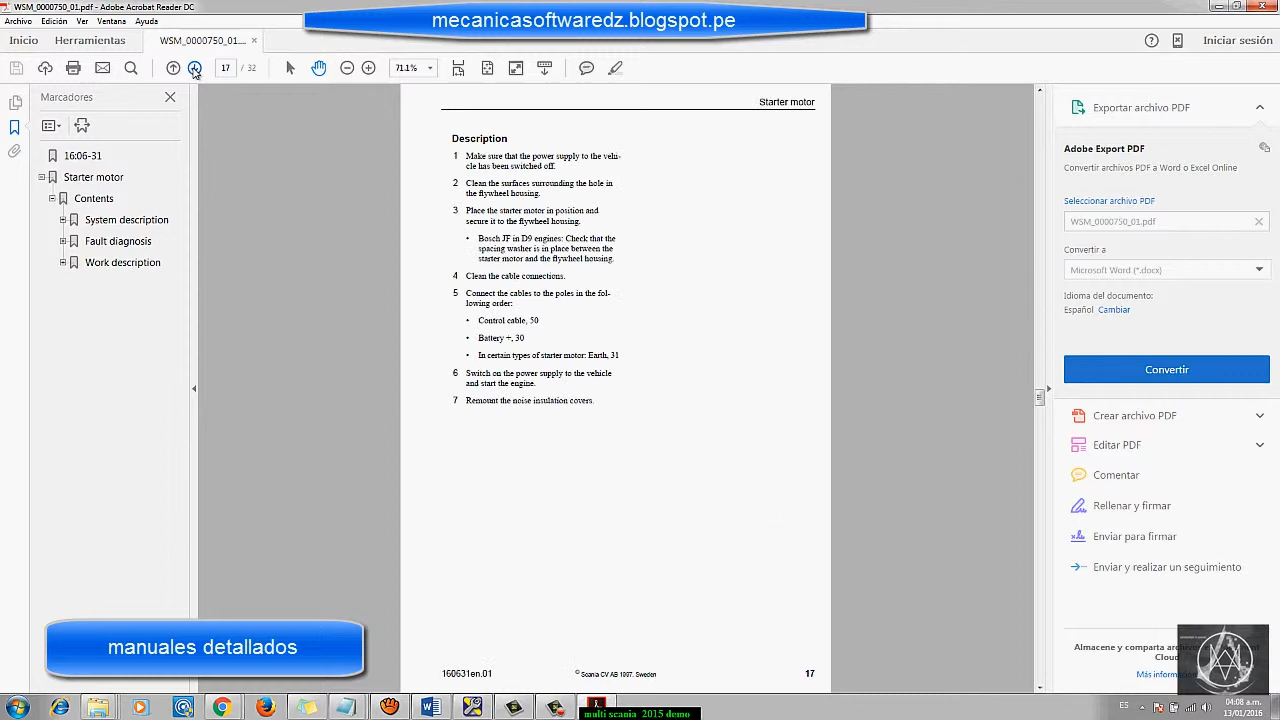 WSM_0000750_01.pdf - Adobe Acrobat Reader DC
mecanicasoftwaredz.blogspot.pe
Archivo Edición Ver Ventana Ayuda
Inicio Herramientas WSM_0000750_01.... Iniciar sesión
17 / 32 71.1%
Marcadores
16:06-31
Starter motor
Contents
System description
Fault diagnosis
Work description
Starter motor
Description
1 Make sure that the power supply to the vehi-
cle has been switched off.
2 Clean the surfaces surrounding the hole in
the flywheel housing.
3 Place the starter motor in position and
secure it to the flywheel housing.
• Bosch JF in D9 engines: Check that the
spacing washer is in place between the
starter motor and the flywheel housing.
4 Clean the cable connections.
5 Connect the cables to the poles in the fol-
lowing order:
• Control cable, 50
• Battery +, 30
• In certain types of starter motor: Earth, 31
6 Switch on the power supply to the vehicle
and start the engine.
7 Remount the noise insulation covers.
160631en.01 © Scania CV AB 1997, Sweden 17
Exportar archivo PDF
Adobe Export PDF
Convertir archivos PDF a Word o Excel Online
Seleccionar archivo PDF
WSM_0000750_01.pdf
Convertir a
Microsoft Word (*.docx)
Idioma del documento:
Español Cambiar
Convertir
Crear archivo PDF
Editar PDF
Comentar
Rellenar y firmar
Enviar para firmar
Enviar y realizar un seguimiento
Almacene y comparta
Más
manuales detallados
multi scania 2015 demo
ES 04:08 a.m.
13/01/2016